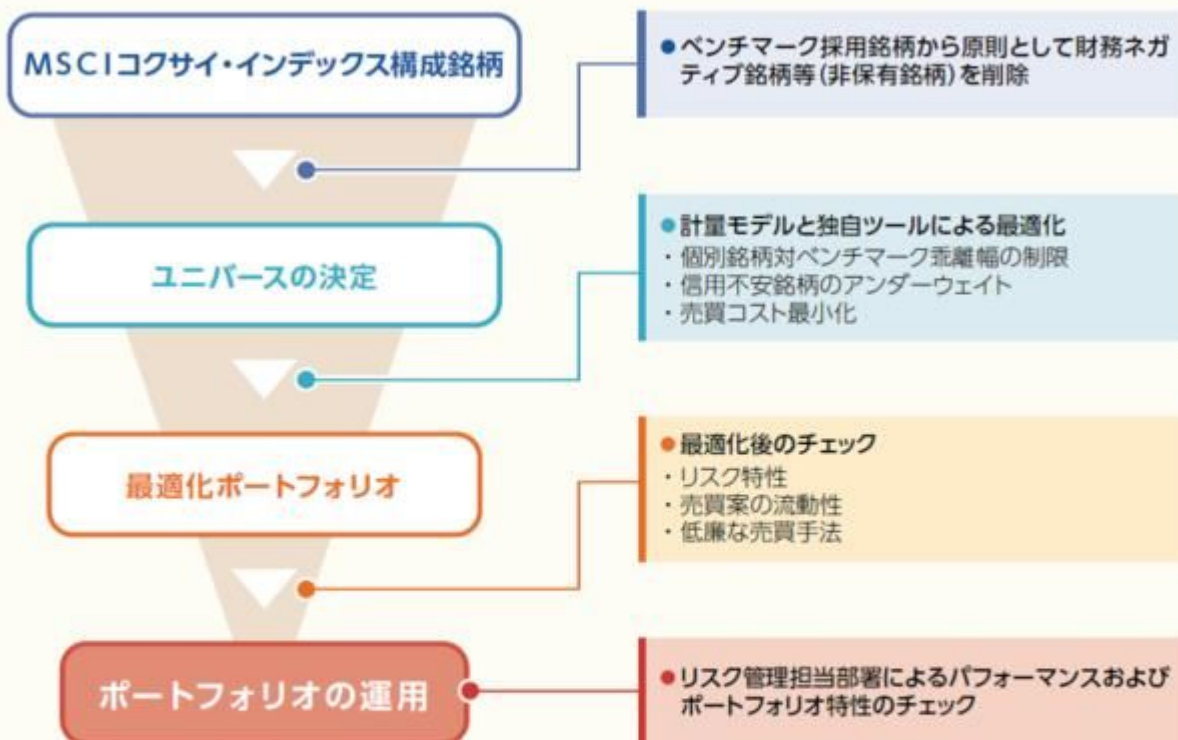 MSCIコクサイ・インデックス構成銘柄
●ベンチマーク採用銘柄から原則として財務ネガ
ティブ銘柄等(非保有銘柄)を削除
ユニバースの決定
●計量モデルと独自ツールによる最適化
・個別銘柄対ベンチマーク乖離幅の制限
・信用不安銘柄のアンダーウェイト
・売買コスト最小化
最適化ポートフォリオ
●最適化後のチェック
・リスク特性
・売買案の流動性
・低廉な売買手法
ポートフォリオの運用
●リスク管理担当部署によるパフォーマンスおよび
ポートフォリオ特性のチェック